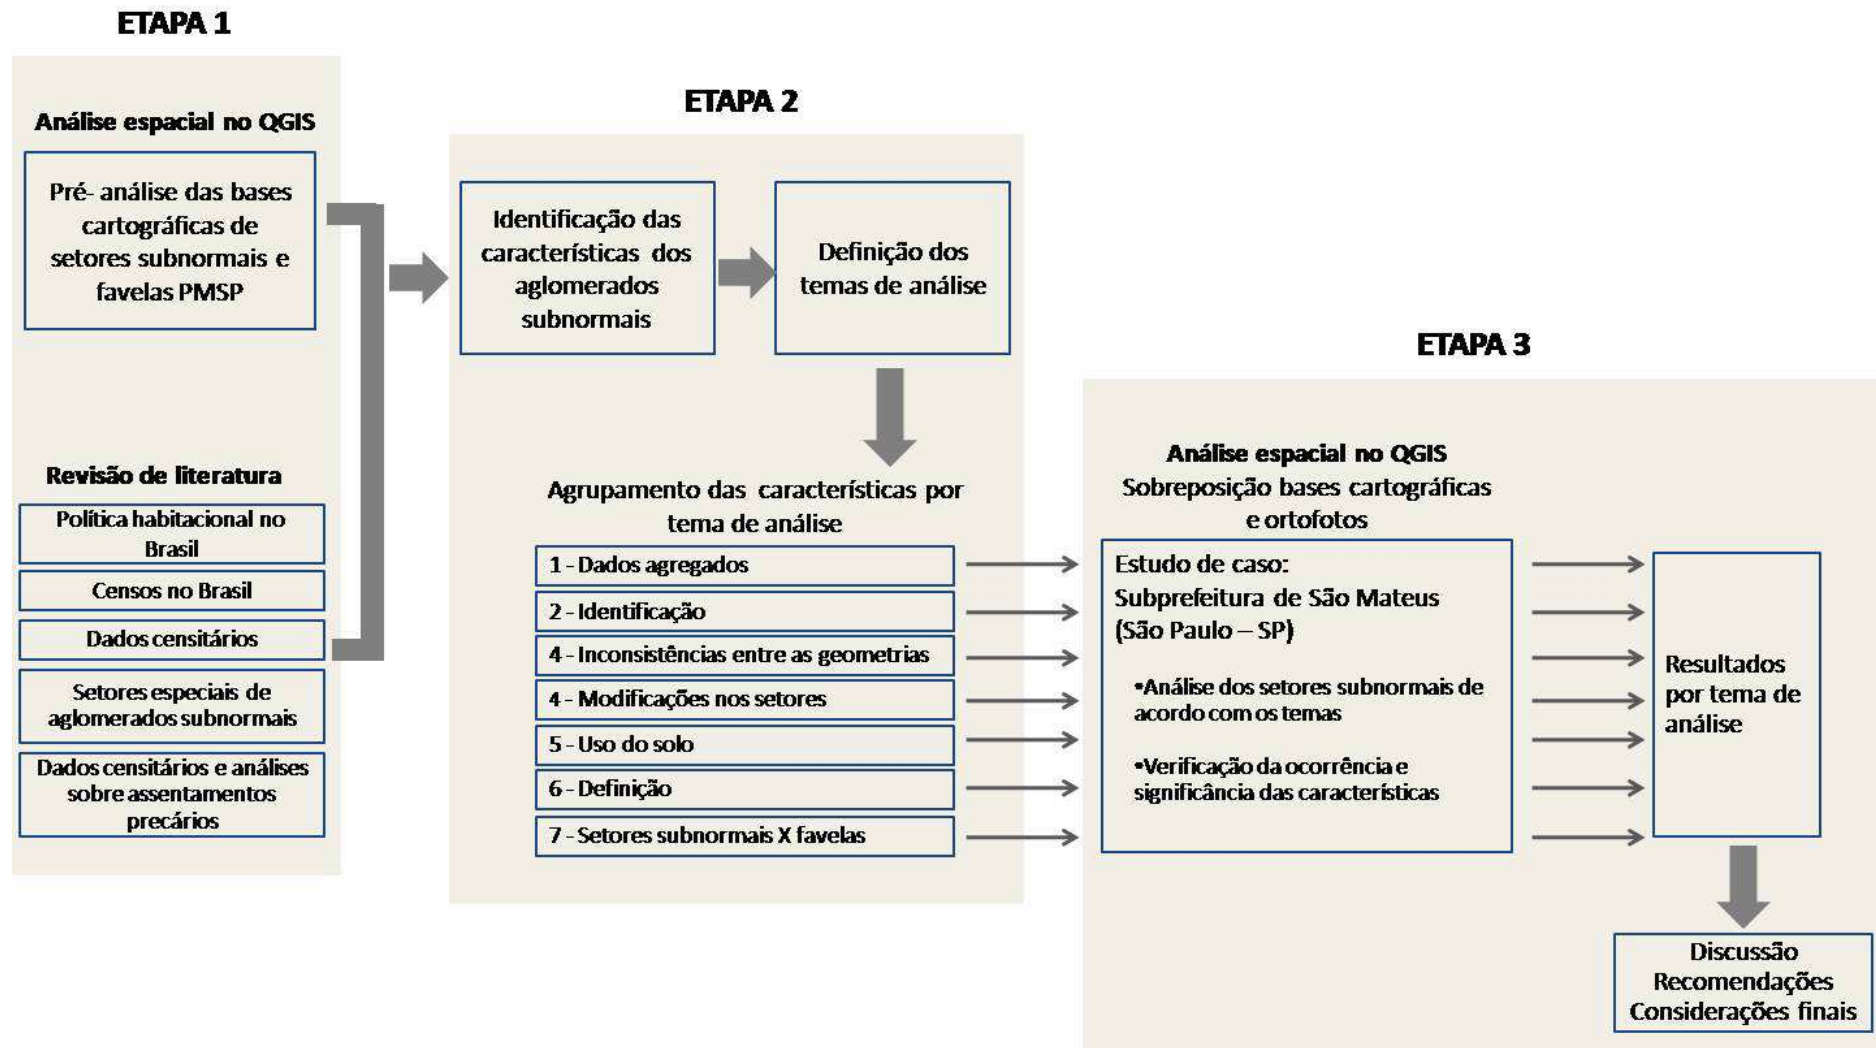 ETAPA 1
Análise espacial no QGIS
Pré- análise das bases
cartográficas de
setores subnormais e
favelas PMSP
Revisão de literatura
Política habitacional no
Brasil
Censos no Brasil
Dados censitários
Setores especiais de
aglomerados subnormais
Dados censitários e análises
sobre assentamentos
precários
ETAPA 2
Identificação das
características dos
aglomerados
subnormais
Definição dos
temas de análise
Agrupamento das características por
tema de análise
1 - Dados agregados
2 - Identificação
4 - Inconsistências entre as geometrias
4 - Modificações nos setores
5 - Uso do solo
6 - Definição
7 - Setores subnormais X favelas
ETAPA 3
Análise espacial no QGIS
Sobreposição bases cartográficas
e ortofotos
Estudo de caso:
Subprefeitura de São Mateus
(São Paulo – SP)
•Análise dos setores subnormais de
acordo com os temas
•Verificação da ocorrência e
significância das características
Resultados
por tema de
análise
Discussão
Recomendações
Considerações finais